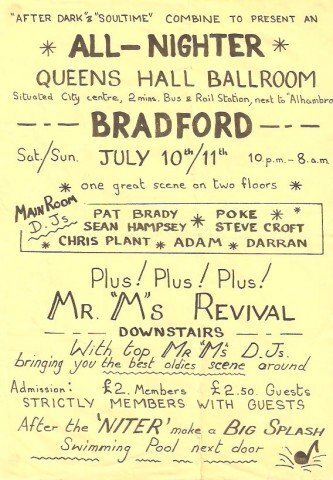 "AFTER DARK" & "SOULTIME" COMBINE TO PRESENT AN
* ALL-NIGHTER *
QUEENS HALL BALLROOM
Situated City centre, 2 mins. Bus & Rail Station, next to "Alhambra
BRADFORD
Sat./Sun. JULY 10th/11th 10 p.m. - 8 a.m
* one great scene on two floors *
MAIN ROOM
D.Js
PAT BRADY * POKE *
SEAN HAMPSEY * STEVE CROFT
* CHRIS PLANT * ADAM * DARRAN
Plus! Plus! Plus!
MR. "M"s REVIVAL
DOWNSTAIRS
With top MR "M"s D.Js.
bringing you the best oldies scene around
Admission: £2. Members £2.50. Guests
STRICTLY MEMBERS WITH GUESTS
After the 'NITER' make a BIG SPLASH
Swimming Pool next door